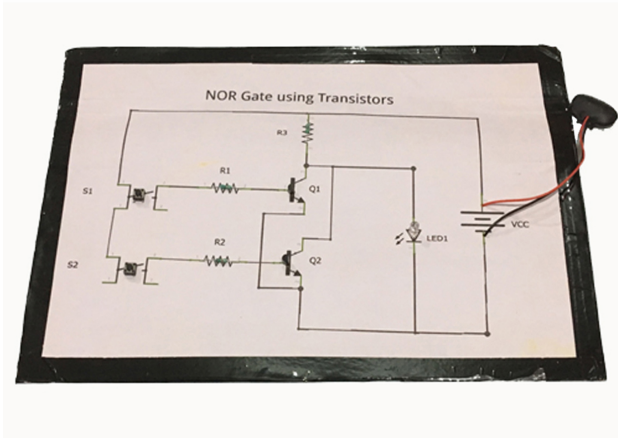 NOR Gate using Transistors
R3
R1
S1
Q1
R2
LED1
VCC
S2
Q2